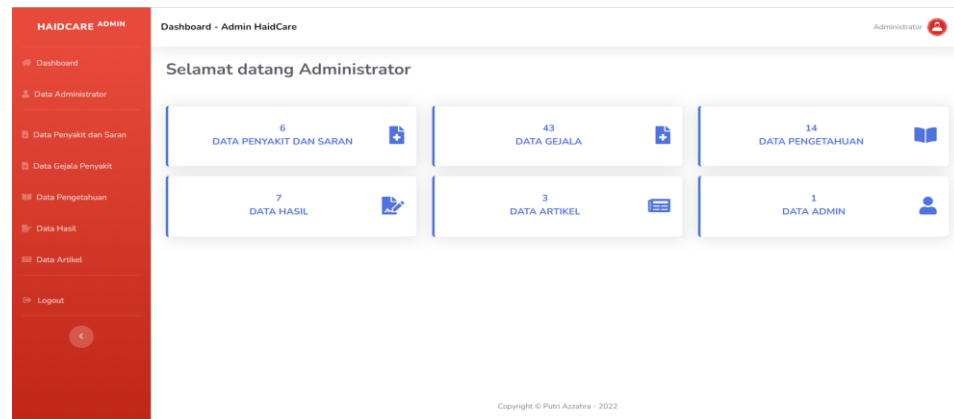 HAIDCARE ADMIN
Dashboard
Data Administrator
Data Penyakit dan Saran
Data Gejala Penyakit
Data Pengetahuan
Data Hasil
Data Artikel
Logout
Dashboard - Admin HaidCare
Administrator
Selamat datang Administrator
6
DATA PENYAKIT DAN SARAN
43
DATA GEJALA
14
DATA PENGETAHUAN
7
DATA HASIL
3
DATA ARTIKEL
1
DATA ADMIN
Copyright © Putri Azzahra - 2022